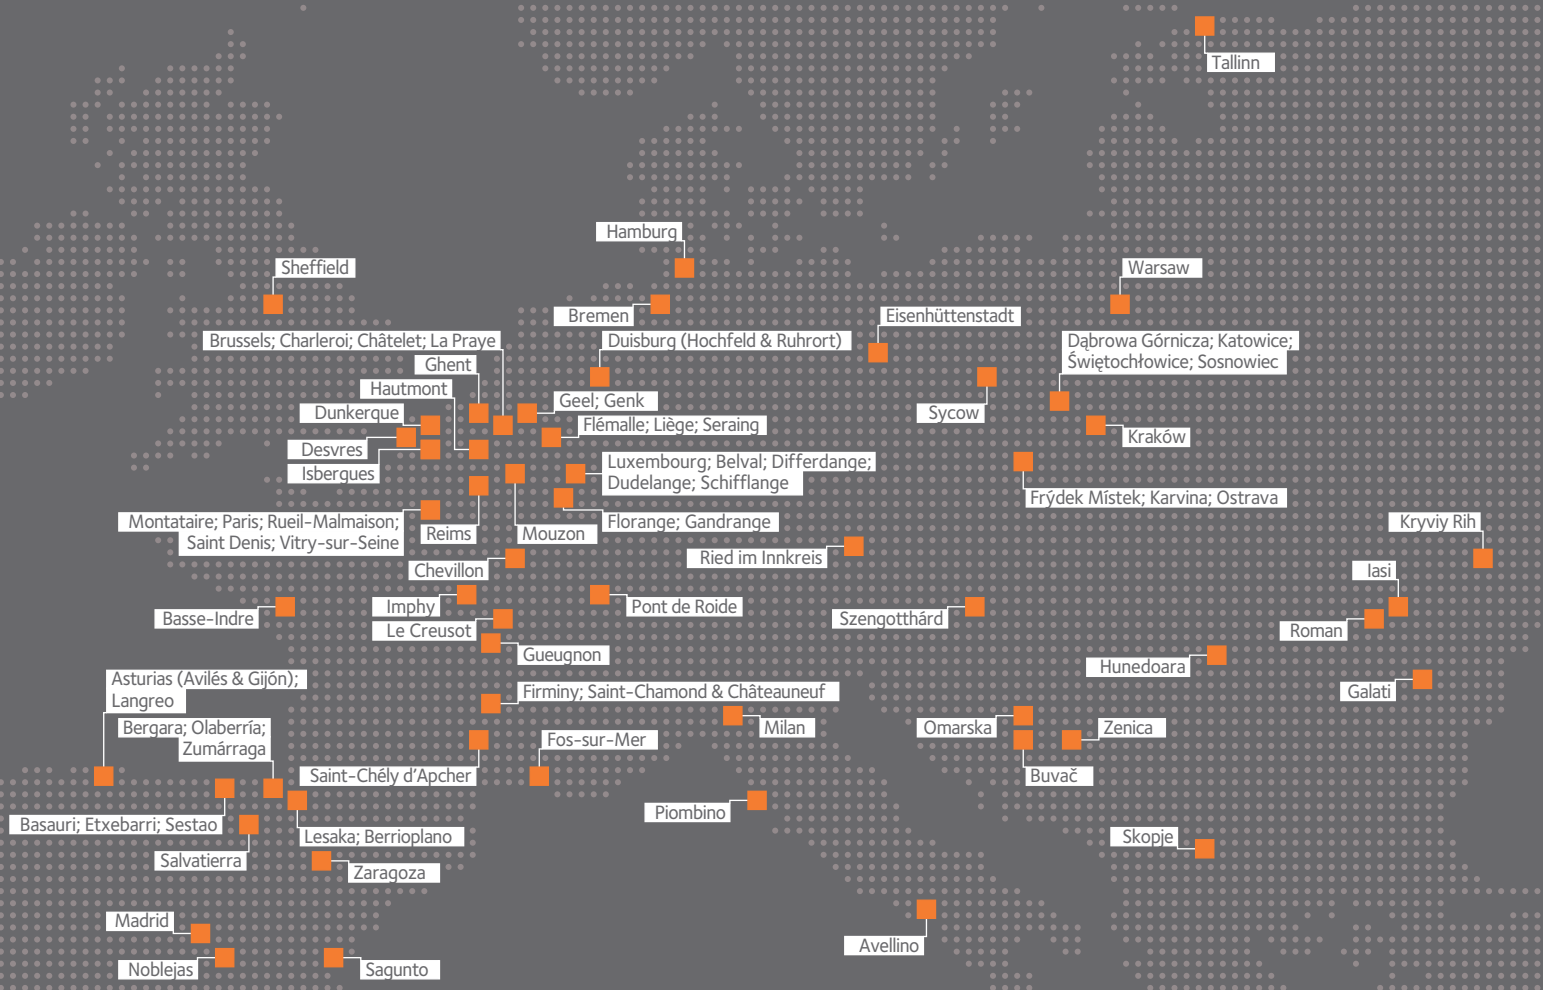 Tallinn
Hamburg
Sheffield
Warsaw
Bremen
Eisenhüttenstadt
Brussels; Charleroi; Châtelet; La Praye
Duisburg (Hochfeld & Ruhrort)
Dąbrowa Górnicza; Katowice;
Świętochłowice; Sosnowiec
Ghent
Hautmont
Geel; Genk
Dunkerque
Sycow
Flémalle; Liège; Seraing
Kraków
Desvres
Isbergues
Luxembourg; Belval; Differdange;
Dudelange; Schifflange
Frýdek Místek; Karvina; Ostrava
Montataire; Paris; Rueil-Malmaison;
Saint Denis; Vitry-sur-Seine
Reims
Mouzon
Florange; Gandrange
Kryviy Rih
Ried im Innkreis
Chevillon
Iasi
Imphy
Pont de Roide
Basse-Indre
Szengotthárd
Le Creusot
Roman
Gueugnon
Hunedoara
Asturias (Avilés & Gijón);
Langreo
Firminy; Saint-Chamond & Châteauneuf
Galati
Bergara; Olaberría;
Zumárraga
Milan
Omarska
Zenica
Fos-sur-Mer
Saint-Chély d'Apcher
Buvač
Piombino
Basauri; Etxebarri; Sestao
Lesaka; Berrioplano
Skopje
Salvatierra
Zaragoza
Madrid
Avellino
Noblejas
Sagunto